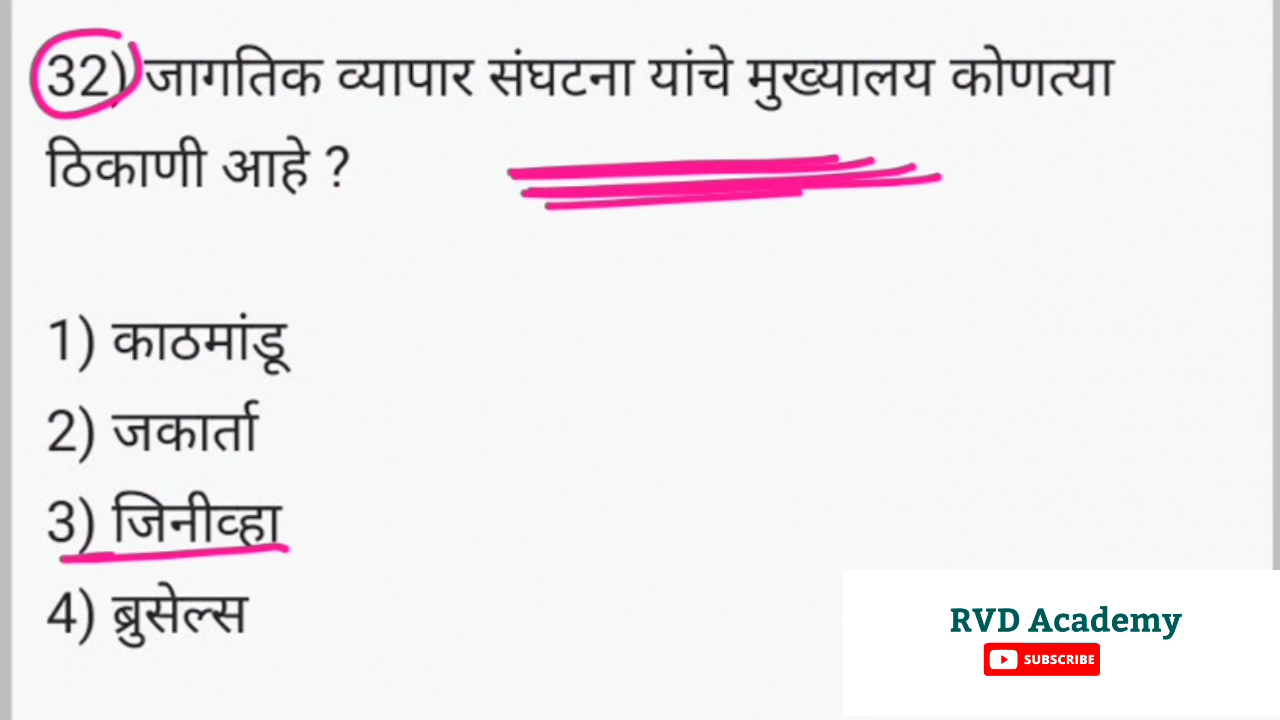 32) जागतिक व्यापार संघटना यांचे मुख्यालय कोणत्या
ठिकाणी आहे ?
1) काठमांडू
2) जकार्ता
3) जिनीव्हा
4) ब्रुसेल्स
RVD Academy
SUBSCRIBE